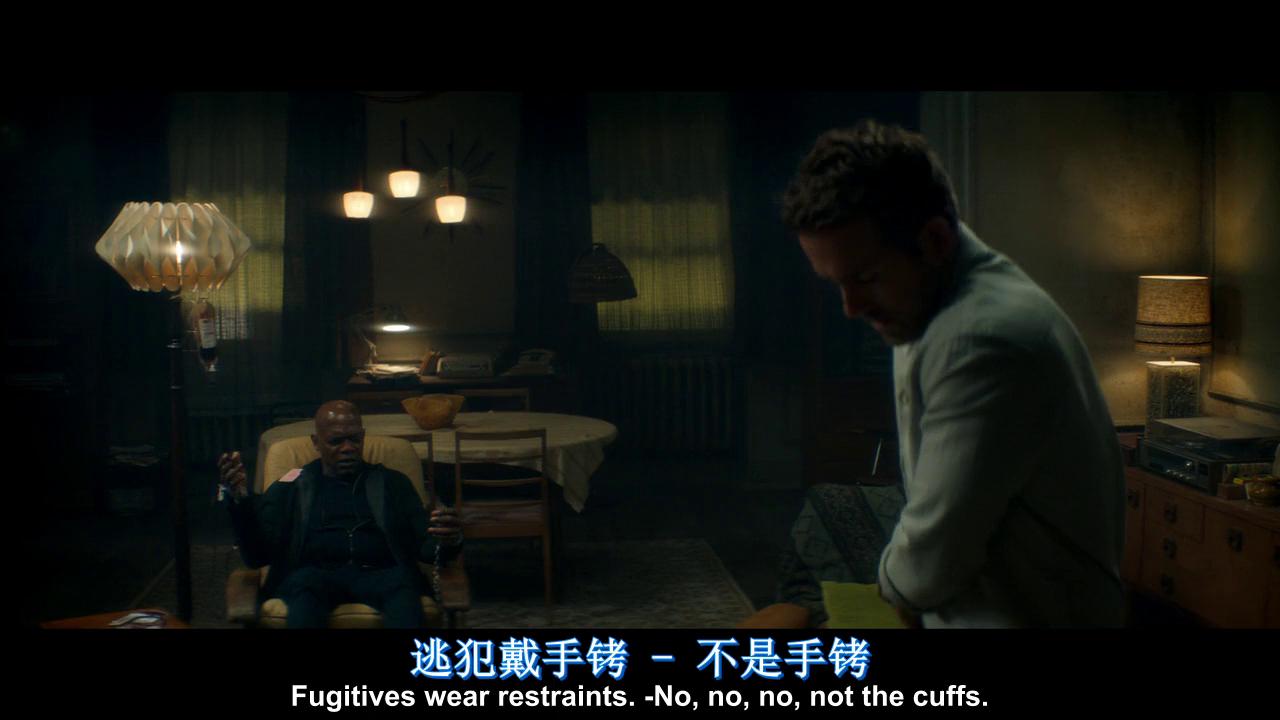 逃犯戴手铐 - 不是手铐
Fugitives wear restraints. -No, no, no, not the cuffs.